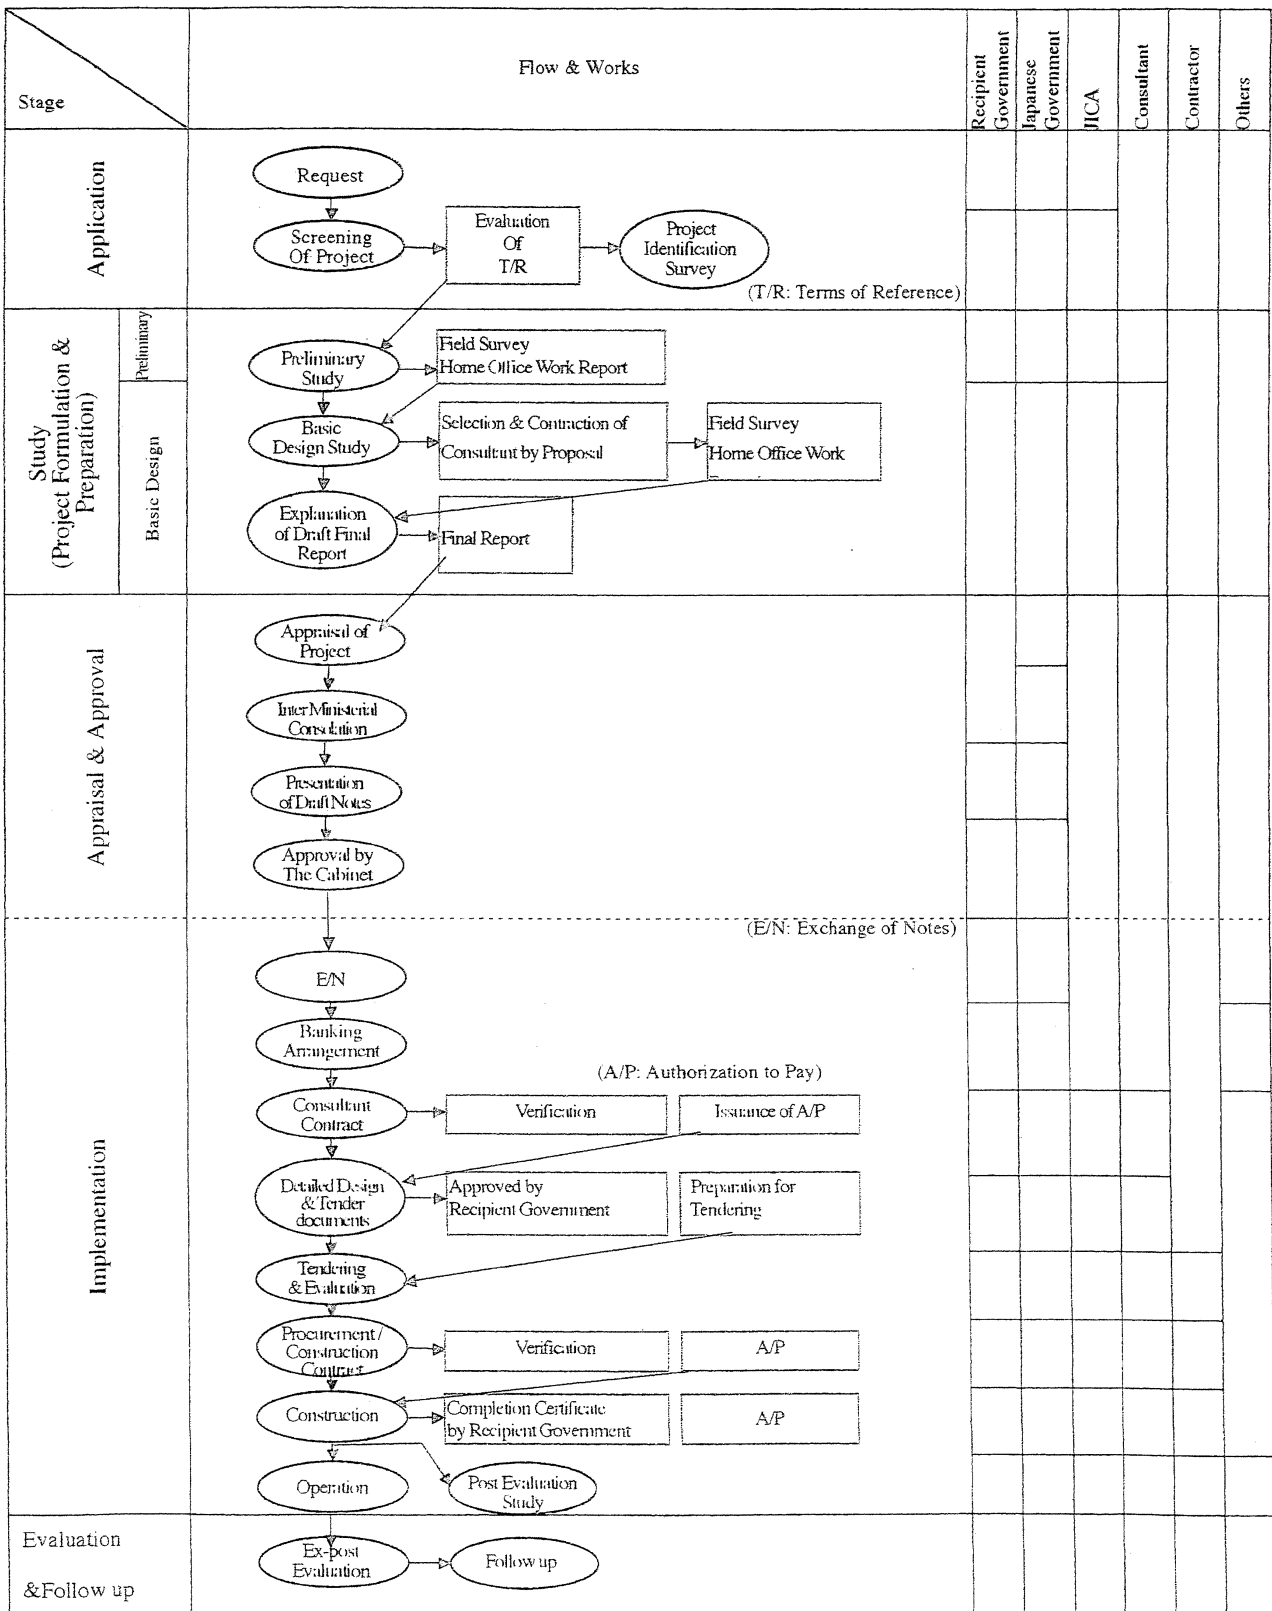 Stage
Flow & Works
Recipient
Government
Japanese
Government
JICA
Consultant
Contractor
Others
Application
Request
Screening
Of Project
Evaluation
Of
T/R
Project
Identification
Survey
(T/R: Terms of Reference)
Study
(Project Formulation &
Preparation)
Preliminary
Preliminary
Study
Field Survey
Home Office Work Report
Basic Design
Basic
Design Study
Selection & Contraction of
Consultant by Proposal
Field Survey
Home Office Work
Explanation
of Draft Final
Report
Final Report
Appraisal & Approval
Appraisal of
Project
Inter Ministerial
Consulation
Presentation
of Draft Notes
Approval by
The Cabinet
(E/N: Exchange of Notes)
Implementation
E/N
Banking
Arrangement
(A/P: Authorization to Pay)
Consultant
Contract
Verification
Issuance of A/P
Detailed Design
& Tender
documents
Approved by
Recipient Government
Preparation for
Tendering
Tendering
& Evaluation
Procurement /
Construction
Contract
Verification
A/P
Construction
Completion Certificate
by Recipient Government
A/P
Operation
Post Evaluation
Study
Evaluation
&Follow up
Ex-post
Evaluation
Follow up